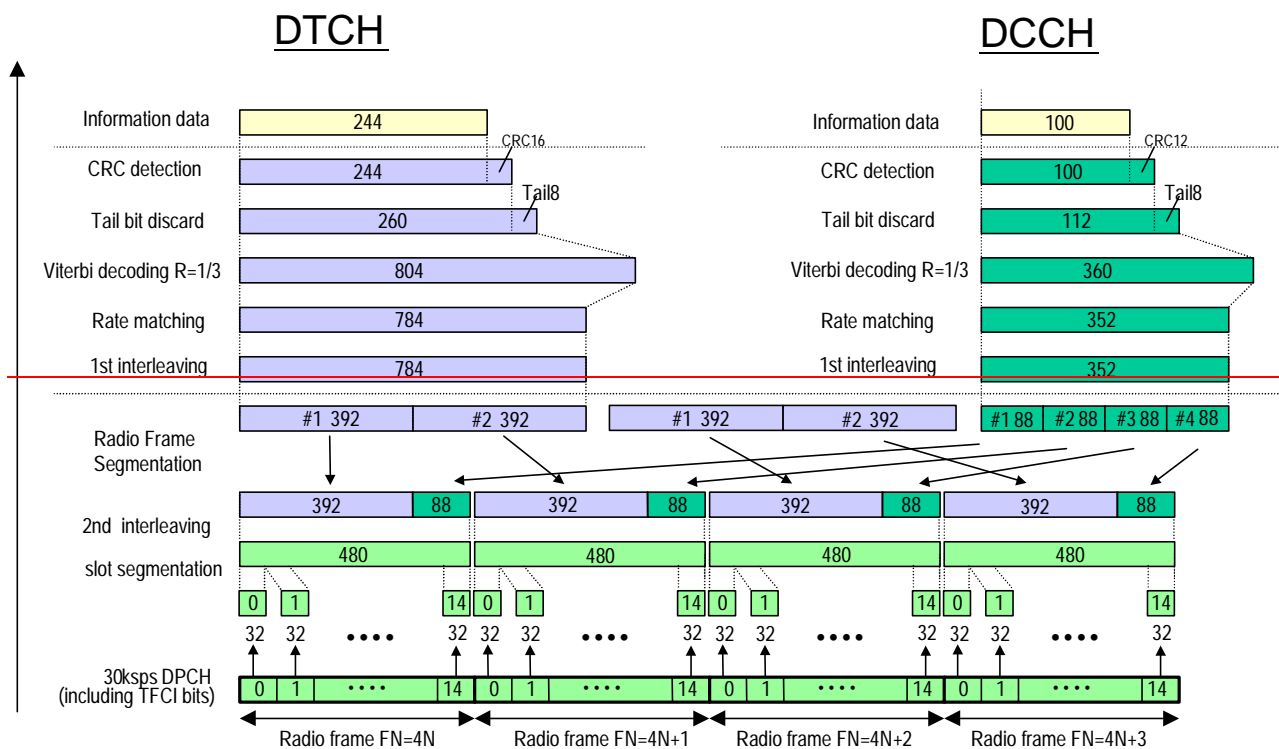 DTCH DCCH
Information data 244 Information data 100
CRC16 CRC12
CRC detection 244 CRC detection 100
Tail8 Tail8
Tail bit discard 260 Tail bit discard 112
Viterbi decoding R=1/3 804 Viterbi decoding R=1/3 360
Rate matching 784 Rate matching 352
1st interleaving 784 1st interleaving 352
#1 392 #2 392 #1 392 #2 392 #1 88 #2 88 #3 88 #4 88
Radio Frame
Segmentation
392 88 392 88 392 88 392 88
2nd interleaving
480 480 480 480
slot segmentation
0 1 14 0 1 14 0 1 14 0 1 14
32 32 •••• 32 32 32 •••• 32 32 32 •••• 32 32 32 •••• 32
30ksps DPCH
(including TFCI bits)
0 1 •••• 14 0 1 •••• 14 0 1 •••• 14 0 1 •••• 14
Radio frame FN=4N Radio frame FN=4N+1 Radio frame FN=4N+2 Radio frame FN=4N+3